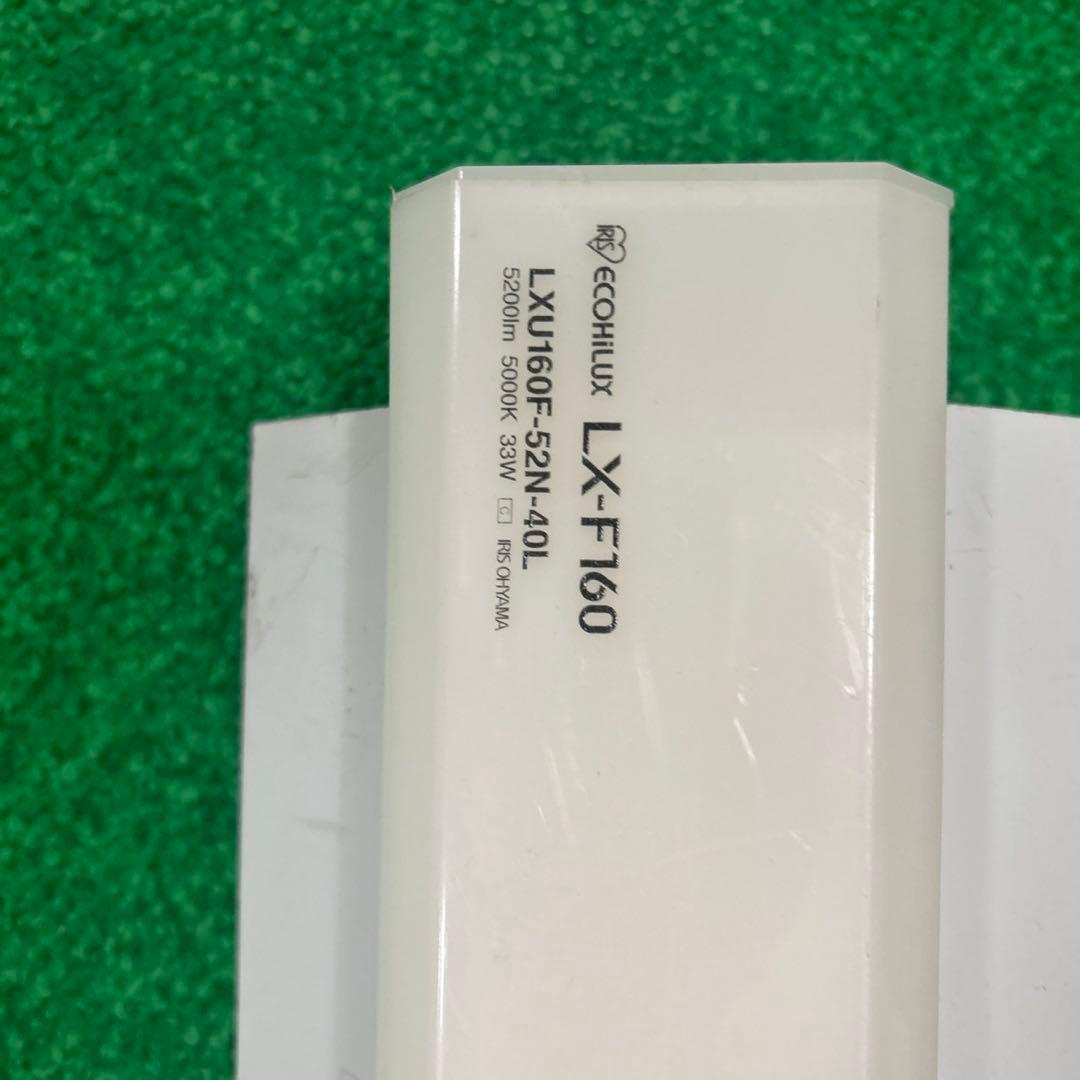 IRIS ECOHiLUX LX-F160
LXU160F-52N-40L
5200lm 5000K 33W C IRIS OHYAMA